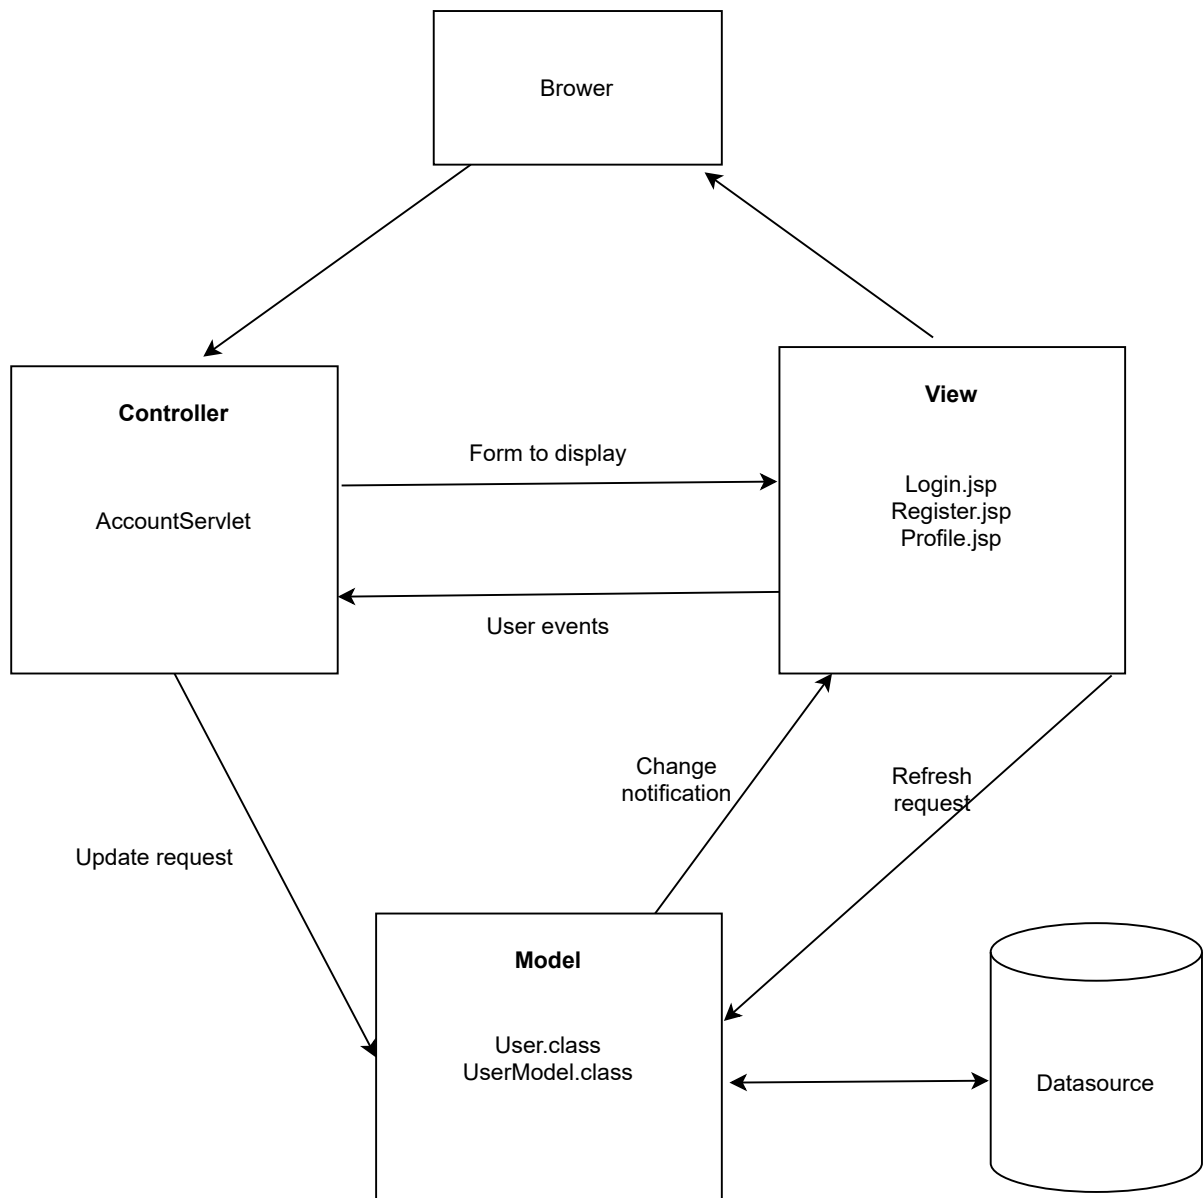 Brower
Controller
AccountServlet
Form to display
User events
View
Login.jsp
Register.jsp
Profile.jsp
Change
notification
Refresh
request
Update request
Model
User.class
UserModel.class
Datasource